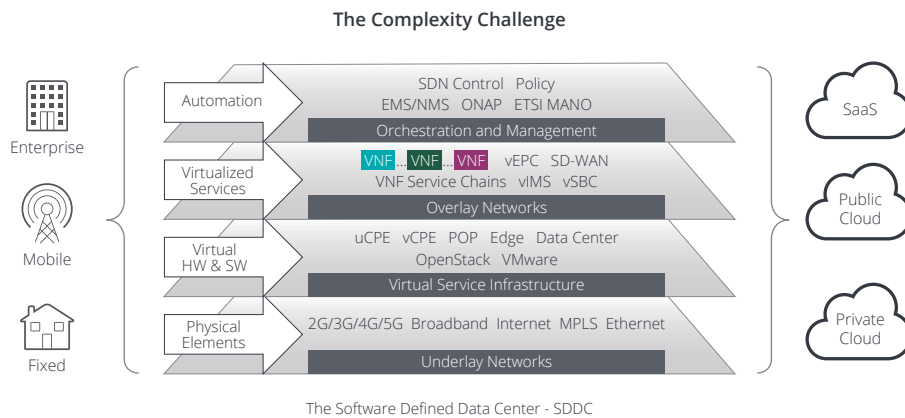 The Complexity Challenge
Enterprise
Mobile
Fixed
Automation
SDN Control Policy
EMS/NMS ONAP ETSI MANO
Orchestration and Management
Virtualized
Services
VNF...VNF...VNF vEPC SD-WAN
VNF Service Chains vIMS vSBC
Overlay Networks
Virtual
HW & SW
uCPE vCPE POP Edge Data Center
OpenStack VMware
Virtual Service Infrastructure
Physical
Elements
2G/3G/4G/5G Broadband Internet MPLS Ethernet
Underlay Networks
SaaS
Public
Cloud
Private
Cloud
The Software Defined Data Center - SDDC